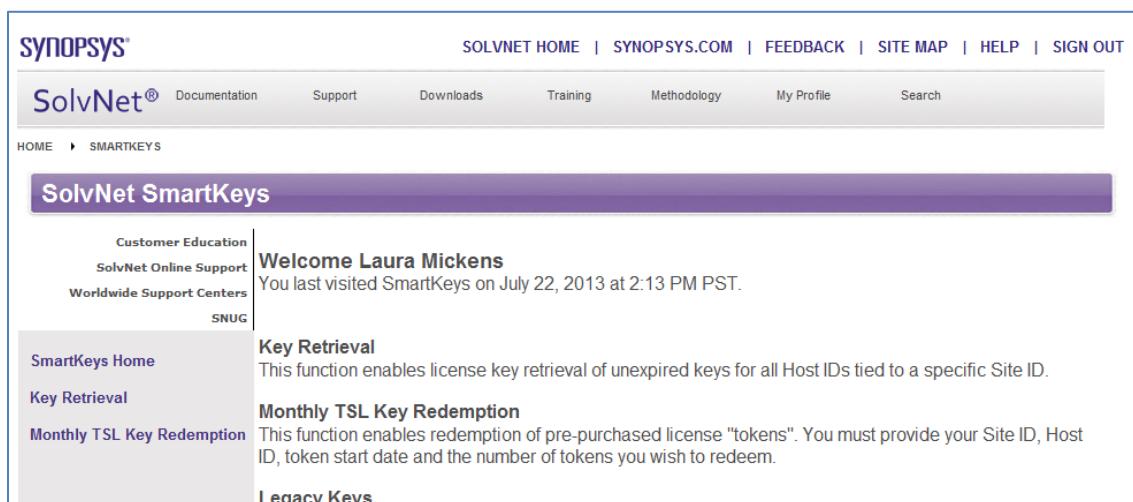 SYNOPSYS®
SOLVNET HOME | SYNOPSYS.COM | FEEDBACK | SITE MAP | HELP | SIGN OUT
SolvNet® Documentation Support Downloads Training Methodology My Profile Search
HOME SMARTKEYS
SolvNet SmartKeys
Customer Education
SolvNet Online Support
Worldwide Support Centers
SNUG
SmartKeys Home
Key Retrieval
Monthly TSL Key Redemption
Welcome Laura Mickens
You last visited SmartKeys on July 22, 2013 at 2:13 PM PST.
Key Retrieval
This function enables license key retrieval of unexpired keys for all Host IDs tied to a specific Site ID.
Monthly TSL Key Redemption
This function enables redemption of pre-purchased license "tokens". You must provide your Site ID, Host
ID, token start date and the number of tokens you wish to redeem.
Legacy Keys